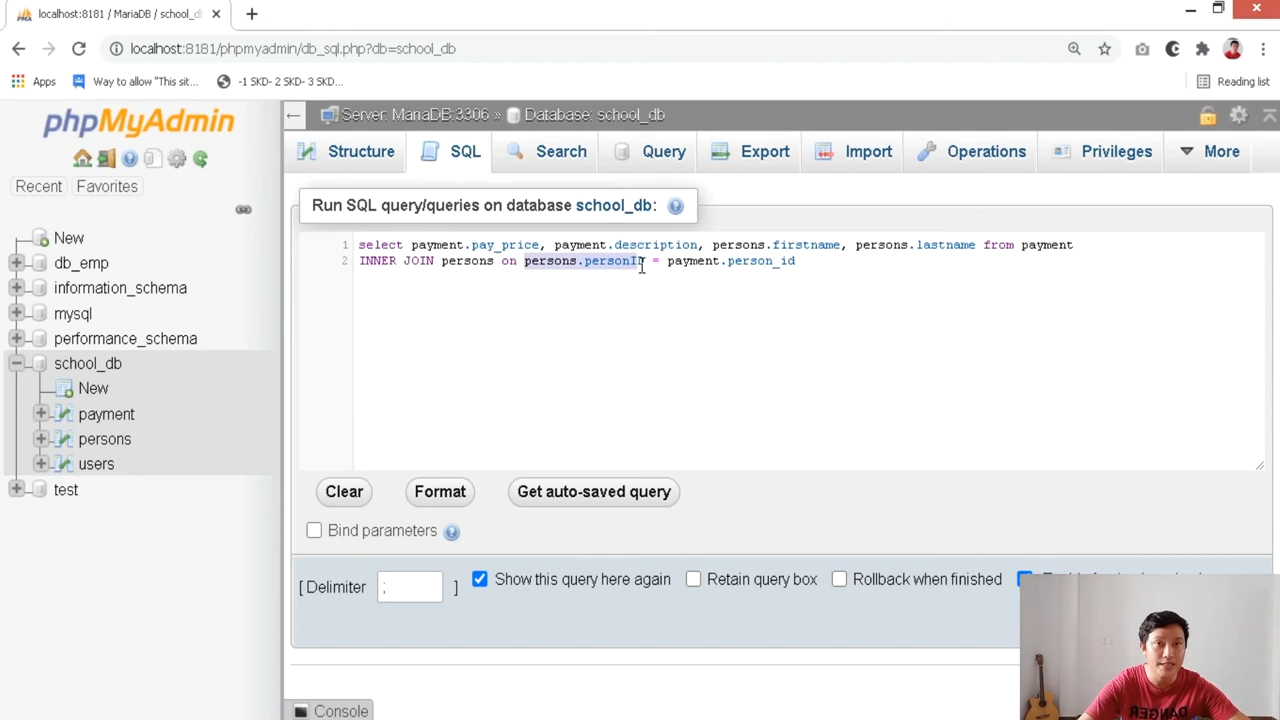 localhost:8181 / MariaDB / school_d
localhost:8181/phpmyadmin/db_sql.php?db=school_db
Apps
Way to allow "This sit...
-1 SKD- 2 SKD- 3 SKD...
Reading list
phpMyAdmin
Recent
Favorites
New
db_emp
information_schema
mysql
performance_schema
school_db
New
payment
persons
users
test
Server: MariaDB:3306 » Database: school_db
Structure
SQL
Search
Query
Export
Import
Operations
Privileges
More
Run SQL query/queries on database school_db:
1 select payment.pay_price, payment.description, persons.firstname, persons.lastname from payment
2 INNER JOIN persons on persons.personID = payment.person_id
Clear
Format
Get auto-saved query
Bind parameters
[ Delimiter ; ]
Show this query here again
Retain query box
Rollback when finished
Console
DANGER